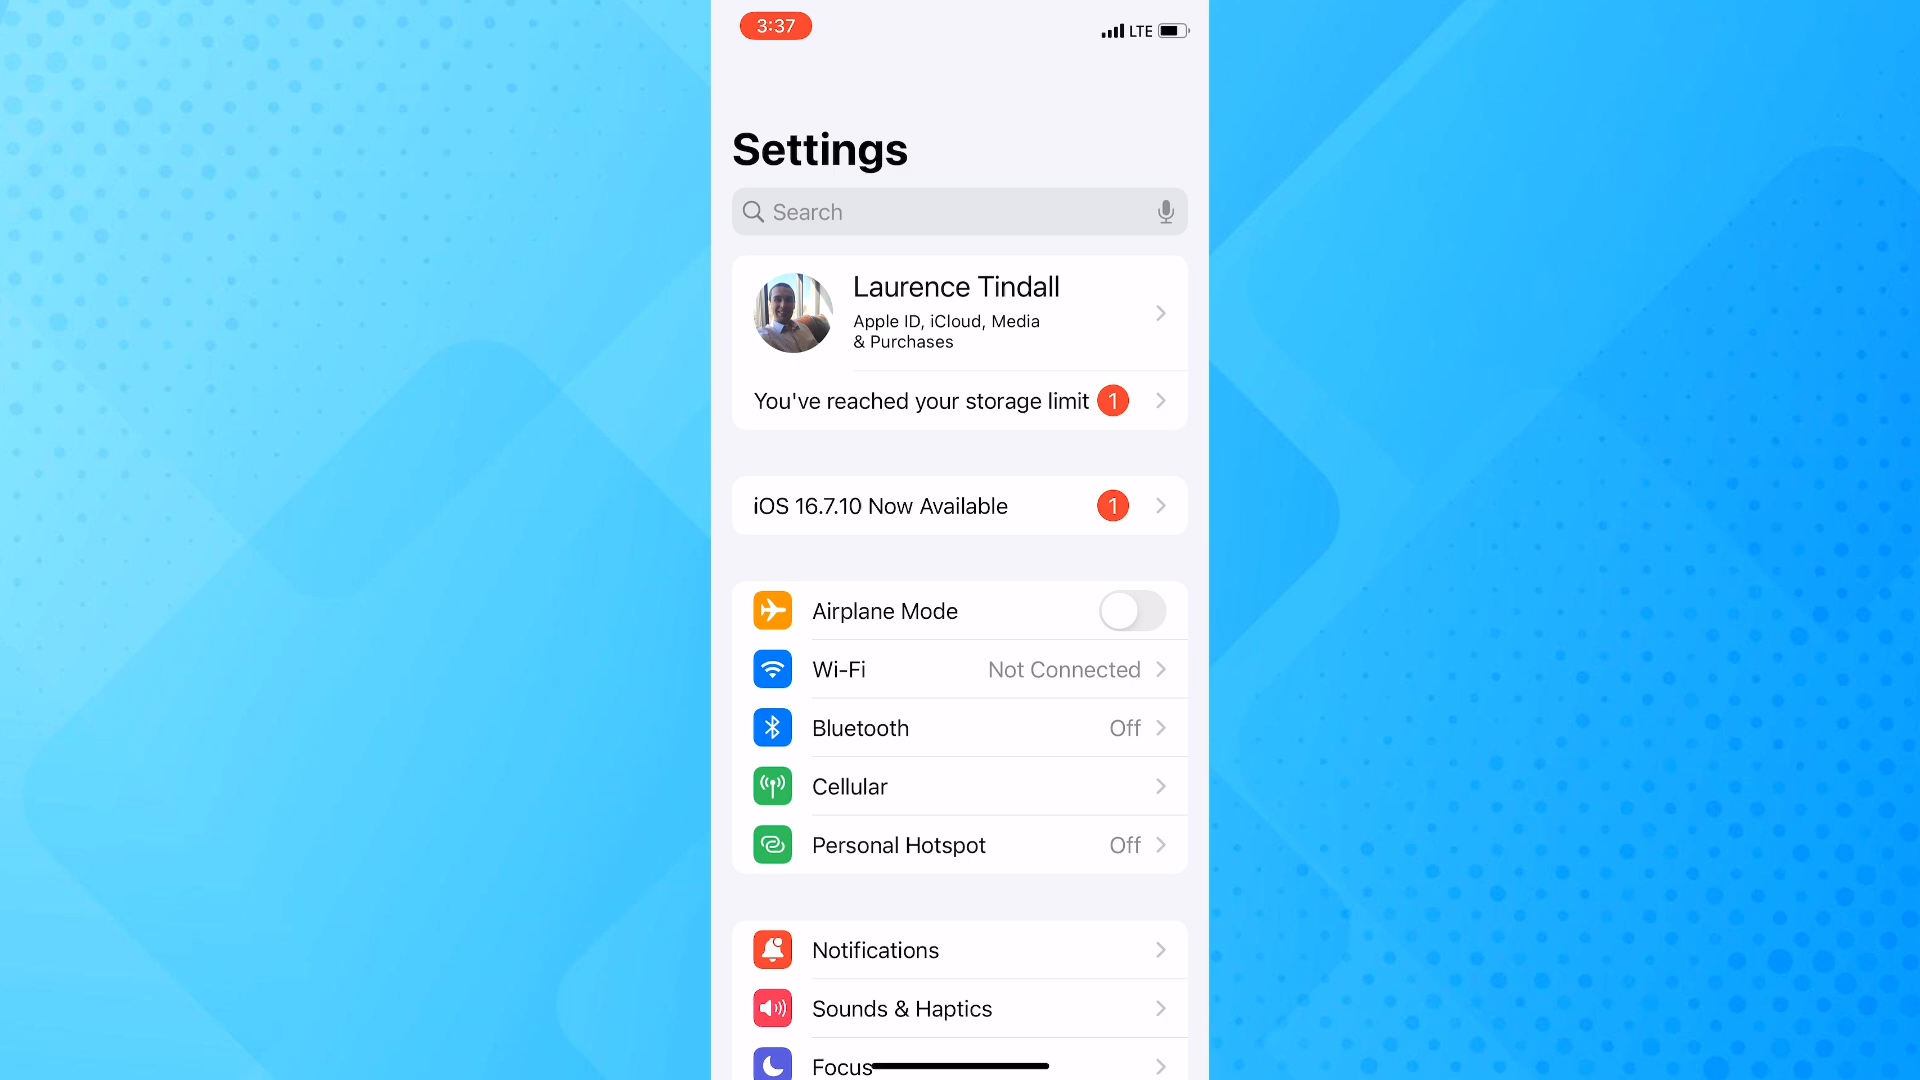 3:37
LTE
Settings
Search
Laurence Tindall
Apple ID, iCloud, Media
& Purchases
You've reached your storage limit 1
iOS 16.7.10 Now Available 1
Airplane Mode
Wi-Fi Not Connected
Bluetooth Off
Cellular
Personal Hotspot Off
Notifications
Sounds & Haptics
Focus